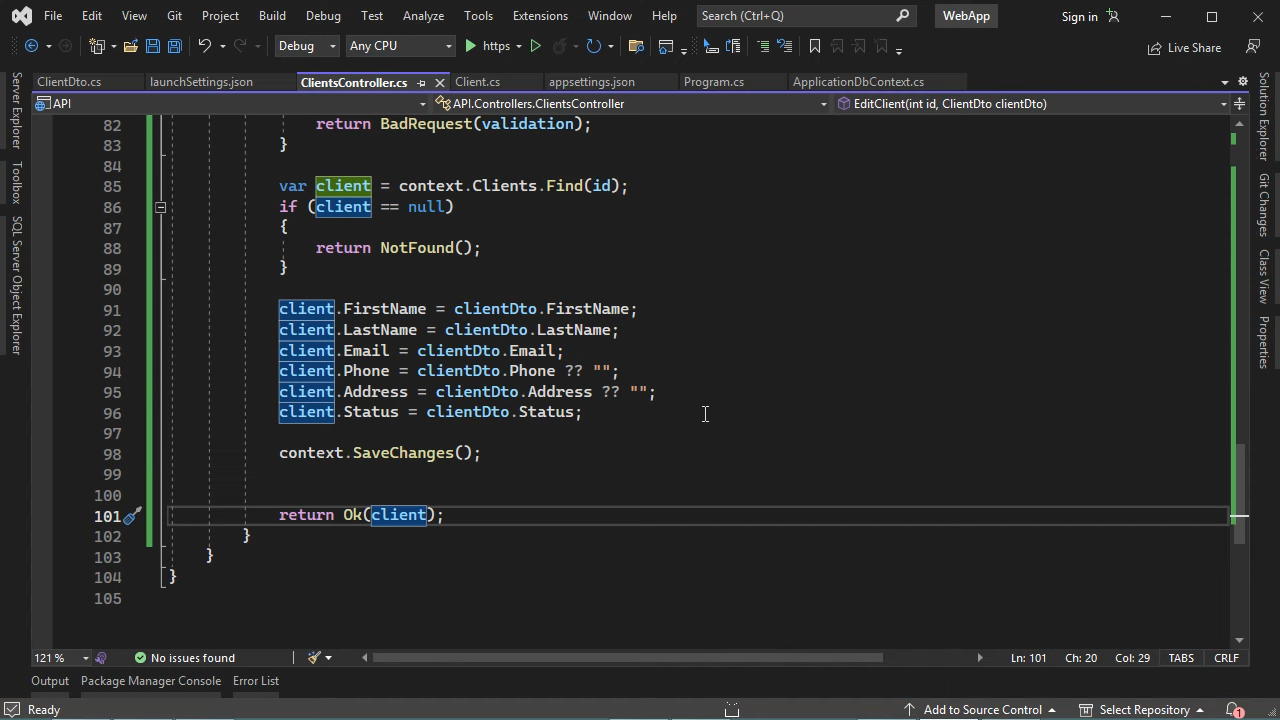 File Edit View Git Project Build Debug Test Analyze Tools Extensions Window Help Search (Ctrl+Q) WebApp Sign in
Debug Any CPU https Live Share
ClientDto.cs launchSettings.json ClientsController.cs Client.cs appsettings.json Program.cs ApplicationDbContext.cs
API API.Controllers.ClientsController EditClient(int id, ClientDto clientDto)
82 return BadRequest(validation);
83 }
84
85 var client = context.Clients.Find(id);
86 if (client == null)
87 {
88 return NotFound();
89 }
90
91 client.FirstName = clientDto.FirstName;
92 client.LastName = clientDto.LastName;
93 client.Email = clientDto.Email;
94 client.Phone = clientDto.Phone ?? "";
95 client.Address = clientDto.Address ?? "";
96 client.Status = clientDto.Status;
97
98 context.SaveChanges();
99
100
101 return Ok(client);
102 }
103 }
104 }
105
Server Explorer
Toolbox
SQL Server Object Explorer
Solution Explorer
Git Changes
Class View
Properties
121 % No issues found Ln: 101 Ch: 20 Col: 29 TABS CRLF
Output Package Manager Console Error List
Ready Add to Source Control Select Repository 1